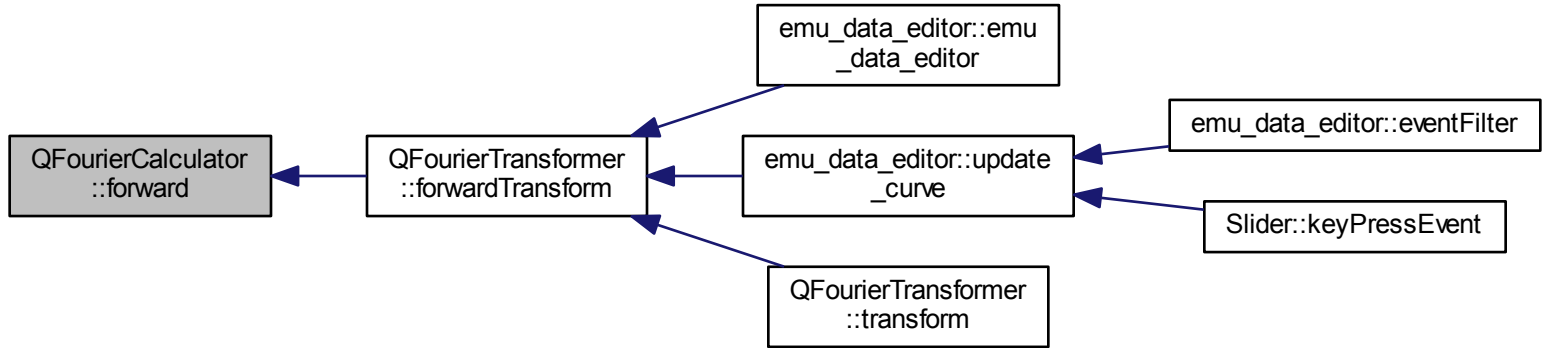 QFourierCalculator
::forward
QFourierTransformer
::forwardTransform
emu_data_editor::emu
_data_editor
emu_data_editor::update
_curve
QFourierTransformer
::transform
emu_data_editor::eventFilter
Slider::keyPressEvent